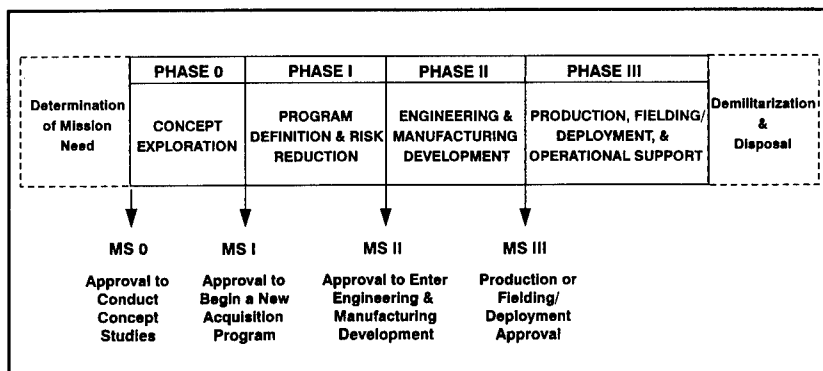 PHASE 0
PHASE I
PHASE II
PHASE III
Determination
of Mission
Need
CONCEPT
EXPLORATION
PROGRAM
DEFINITION & RISK
REDUCTION
ENGINEERING &
MANUFACTURING
DEVELOPMENT
PRODUCTION, FIELDING/
DEPLOYMENT, &
OPERATIONAL SUPPORT
Demilitarization
&
Disposal
MS 0
Approval to
Conduct
Concept
Studies
MS I
Approval to
Begin a New
Acquisition
Program
MS II
Approval to Enter
Engineering &
Manufacturing
Development
MS III
Production or
Fielding/
Deployment
Approval